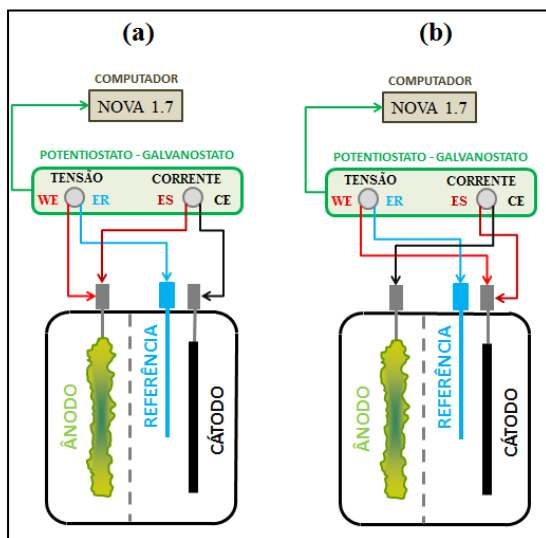 (a)
COMPUTADOR
NOVA 1.7
POTENTIOSTATO - GALVANOSTATO
TENSÃO CORRENTE
WE ER ES CE
ÂNODO
REFERÊNCIA
CÁTODO
(b)
COMPUTADOR
NOVA 1.7
POTENTIOSTATO - GALVANOSTATO
TENSÃO CORRENTE
WE ER ES CE
ÂNODO
REFERÊNCIA
CÁTODO